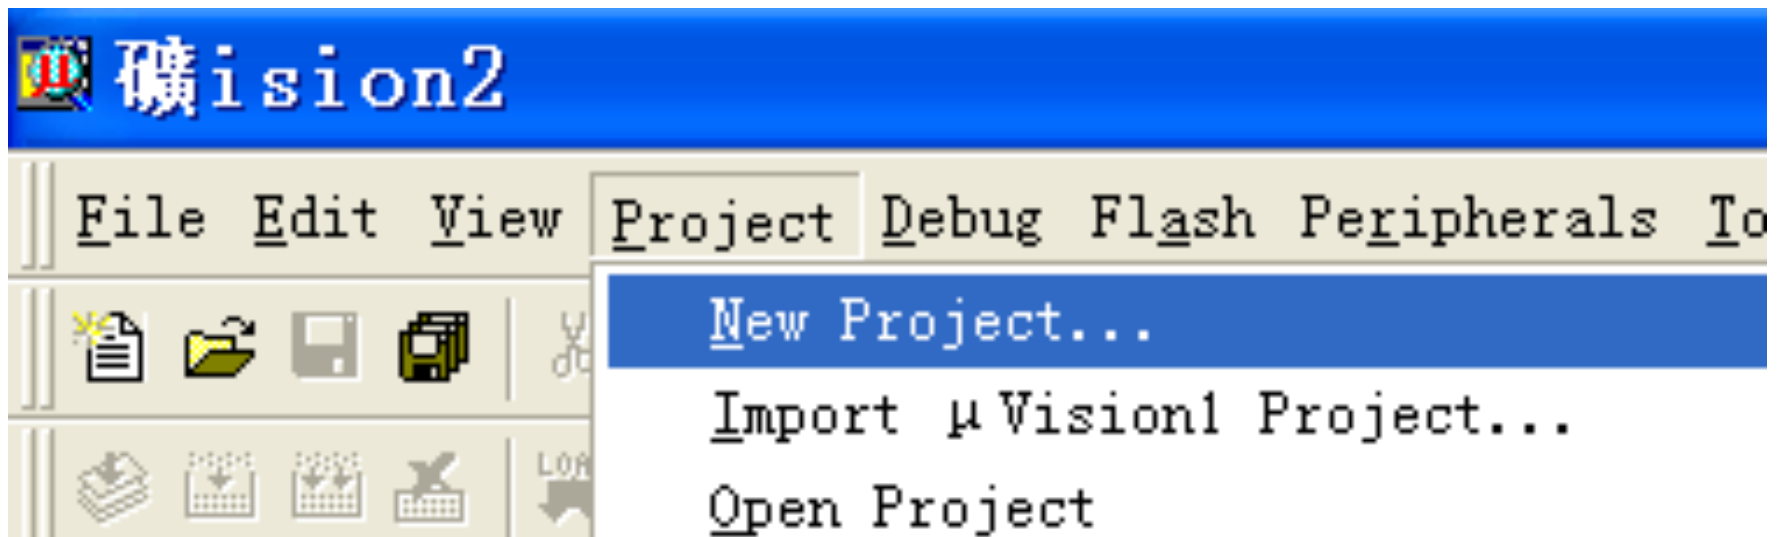 μ 礦ision2
File Edit View Project Debug Flash Peripherals To
New Project...
Import μVision1 Project...
Open Project
LOA